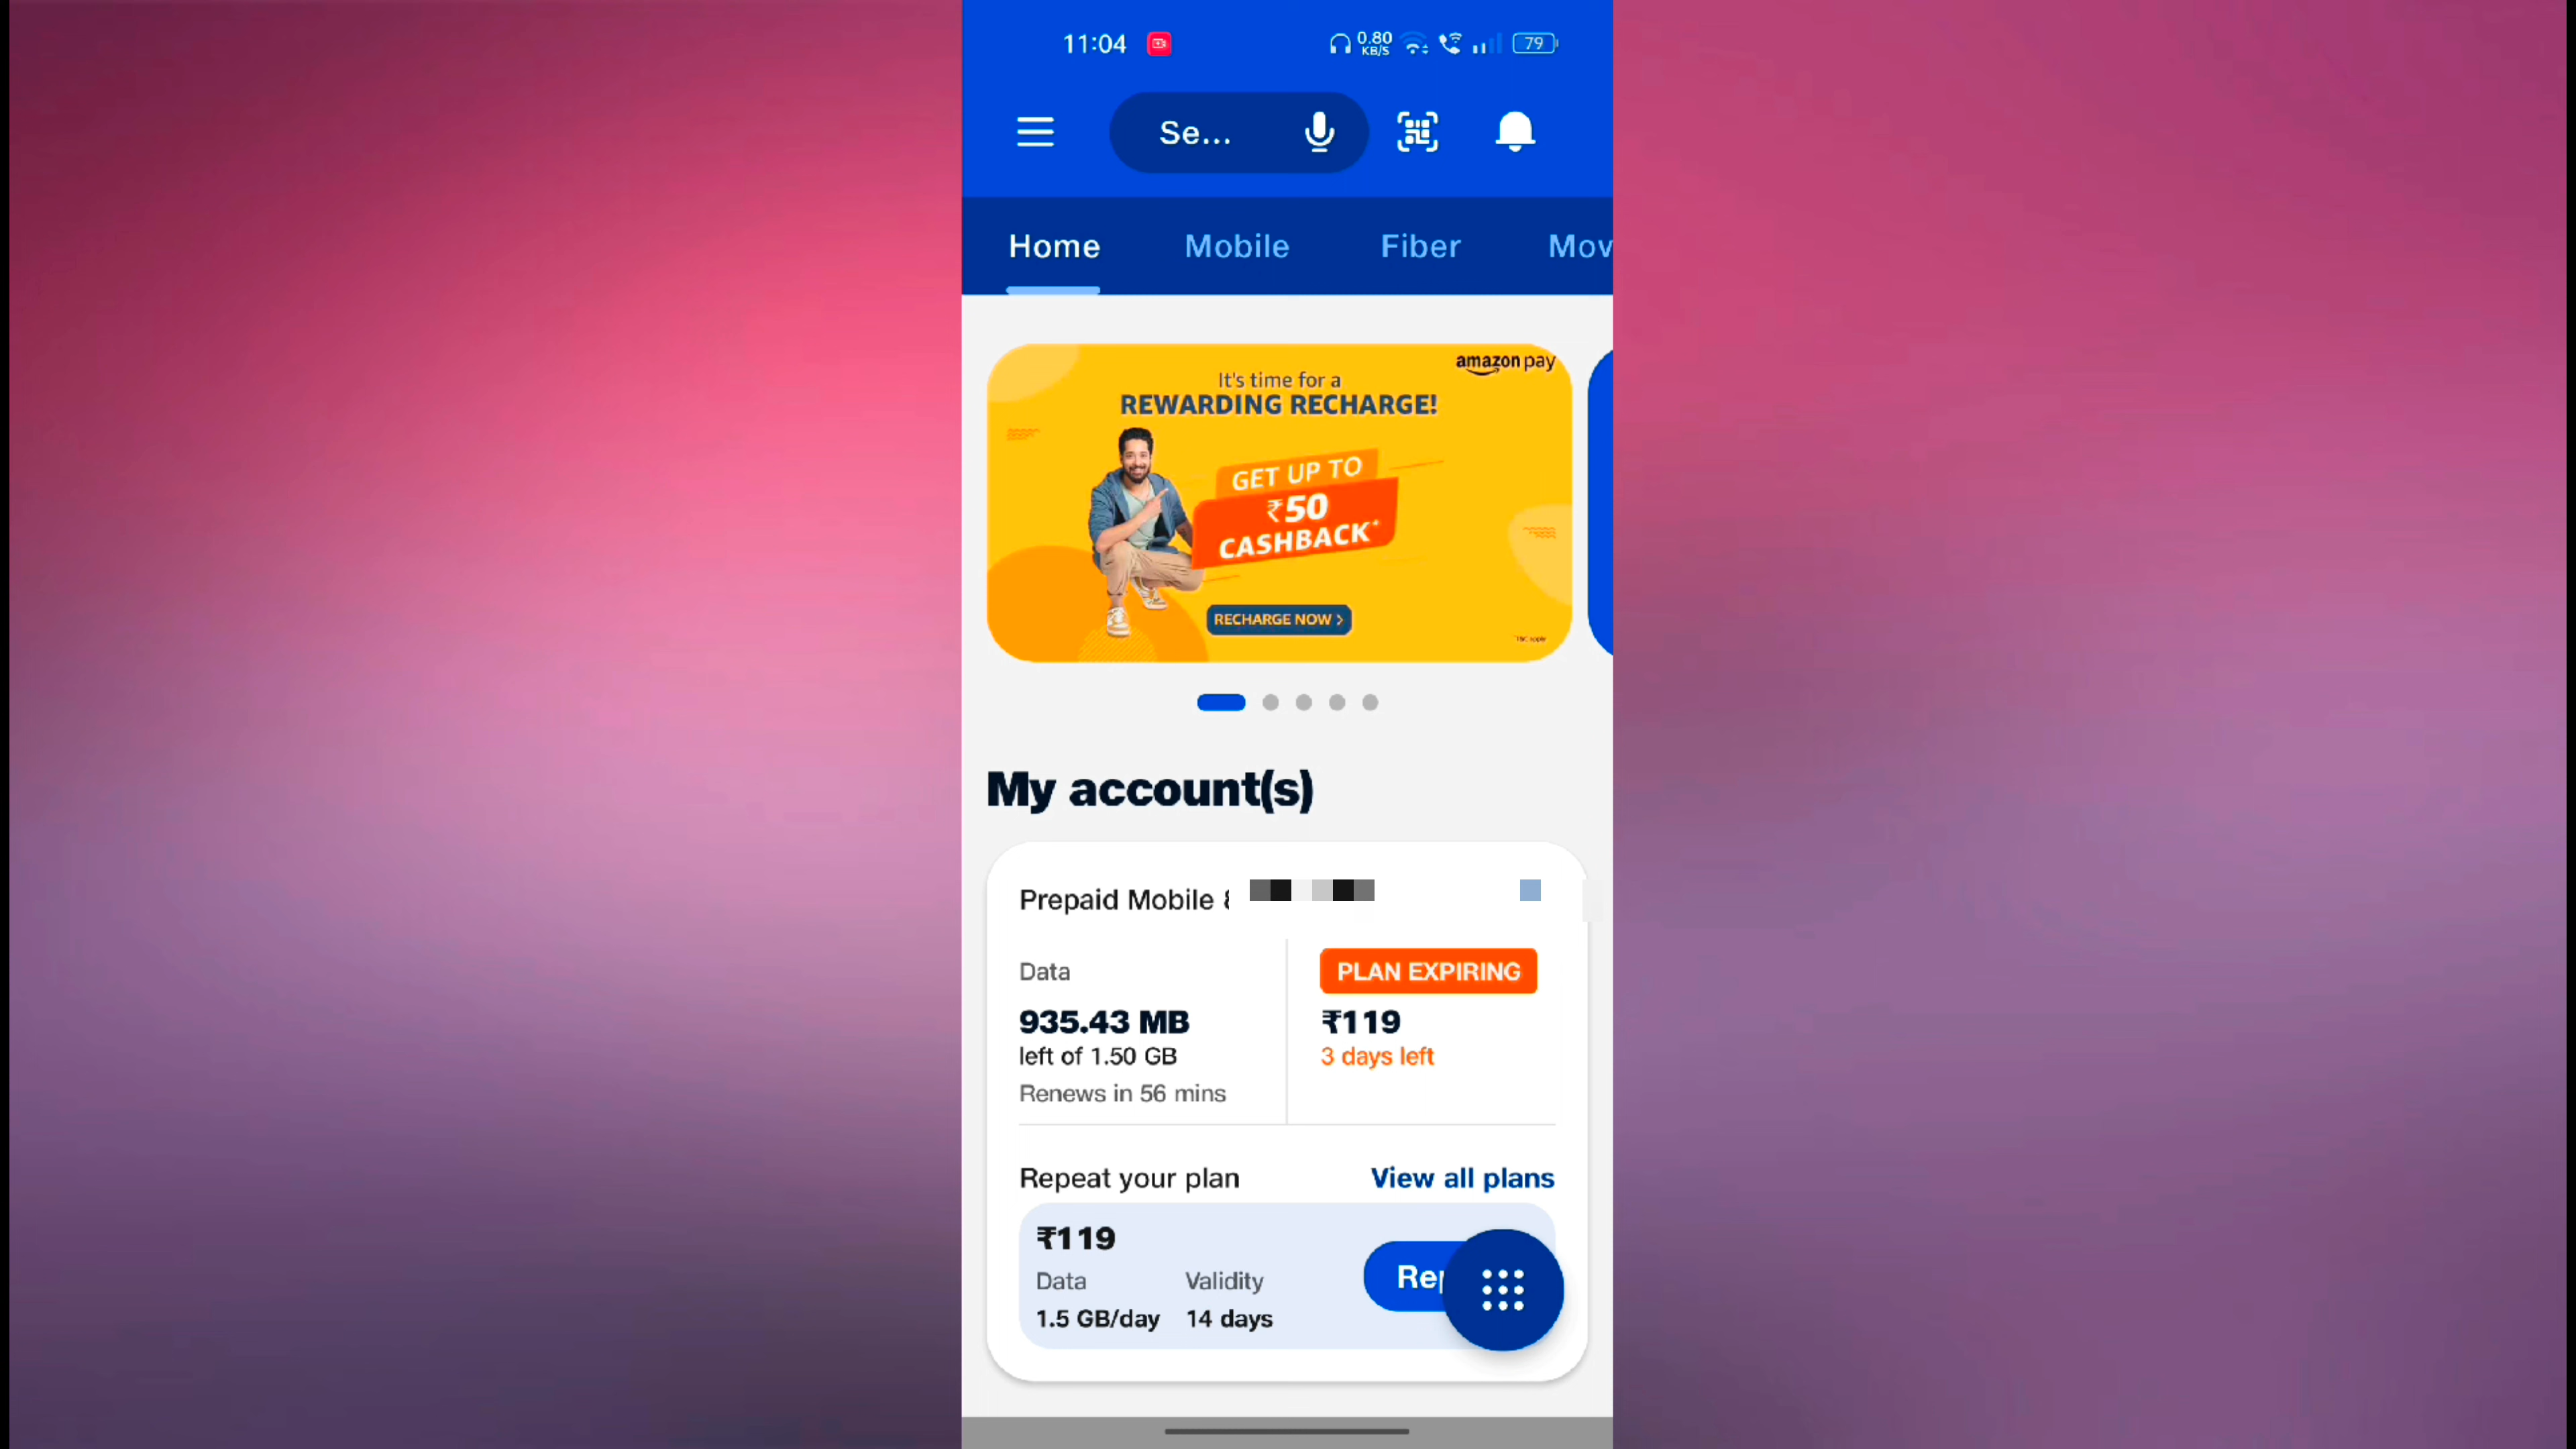 11:04
0.80
KB/S
79
Se...
Home Mobile Fiber Mov
amazon pay
It's time for a
REWARDING RECHARGE!
GET UP TO
₹50
CASHBACK*
RECHARGE NOW >
My account(s)
Prepaid Mobile
Data
PLAN EXPIRING
935.43 MB
₹119
left of 1.50 GB
3 days left
Renews in 56 mins
Repeat your plan
View all plans
₹119
Data Validity
Rep
1.5 GB/day 14 days